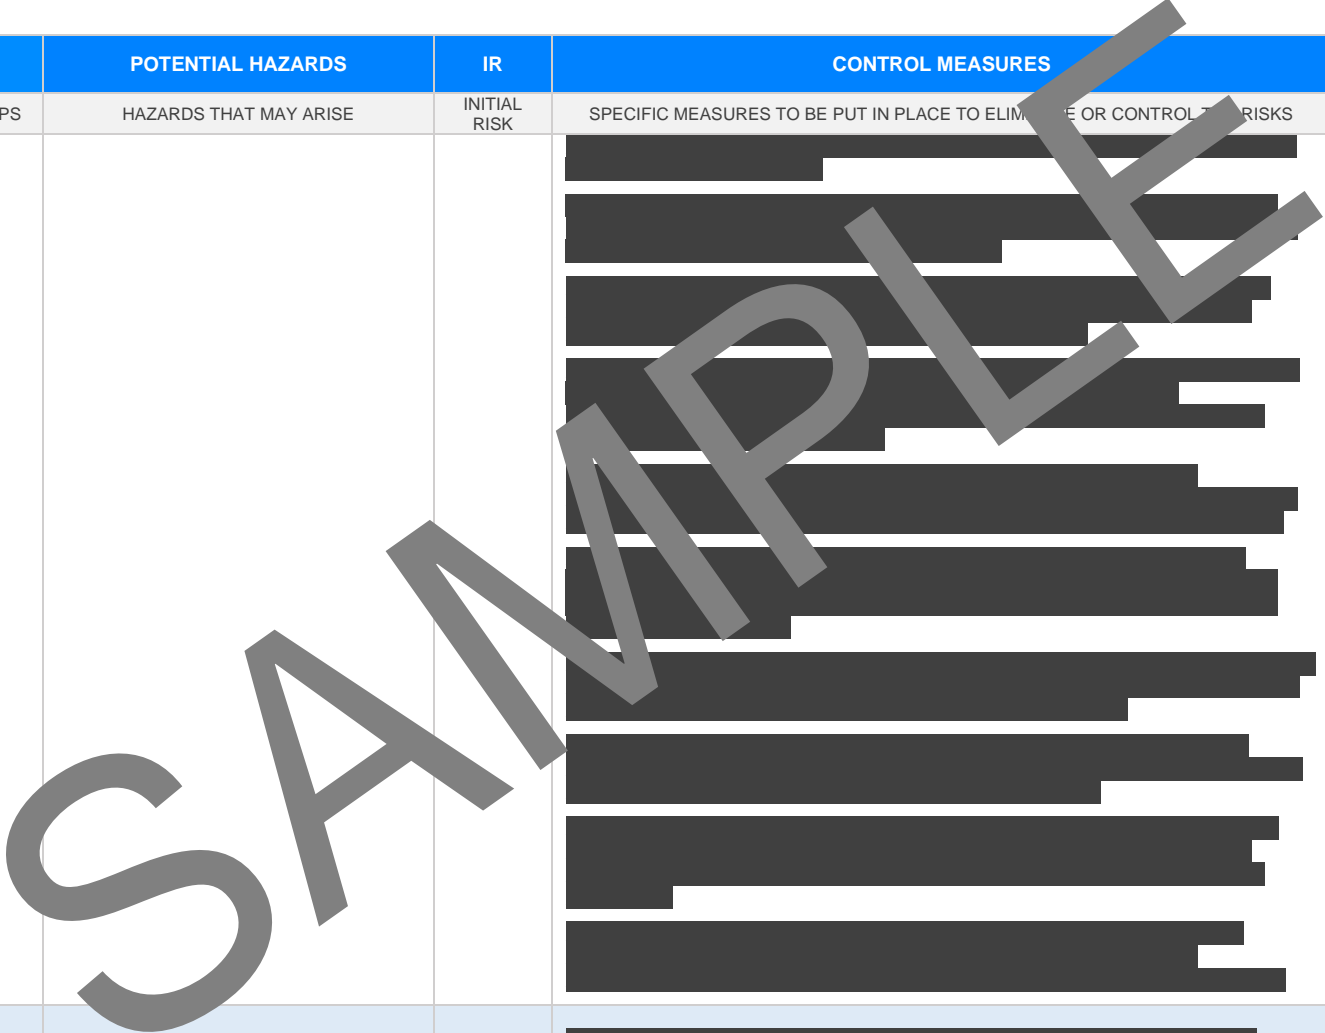 POTENTIAL HAZARDS IR CONTROL MEASURES
PS HAZARDS THAT MAY ARISE INITIAL RISK SPECIFIC MEASURES TO BE PUT IN PLACE TO OR CONTROL RISKS
SAMPLE